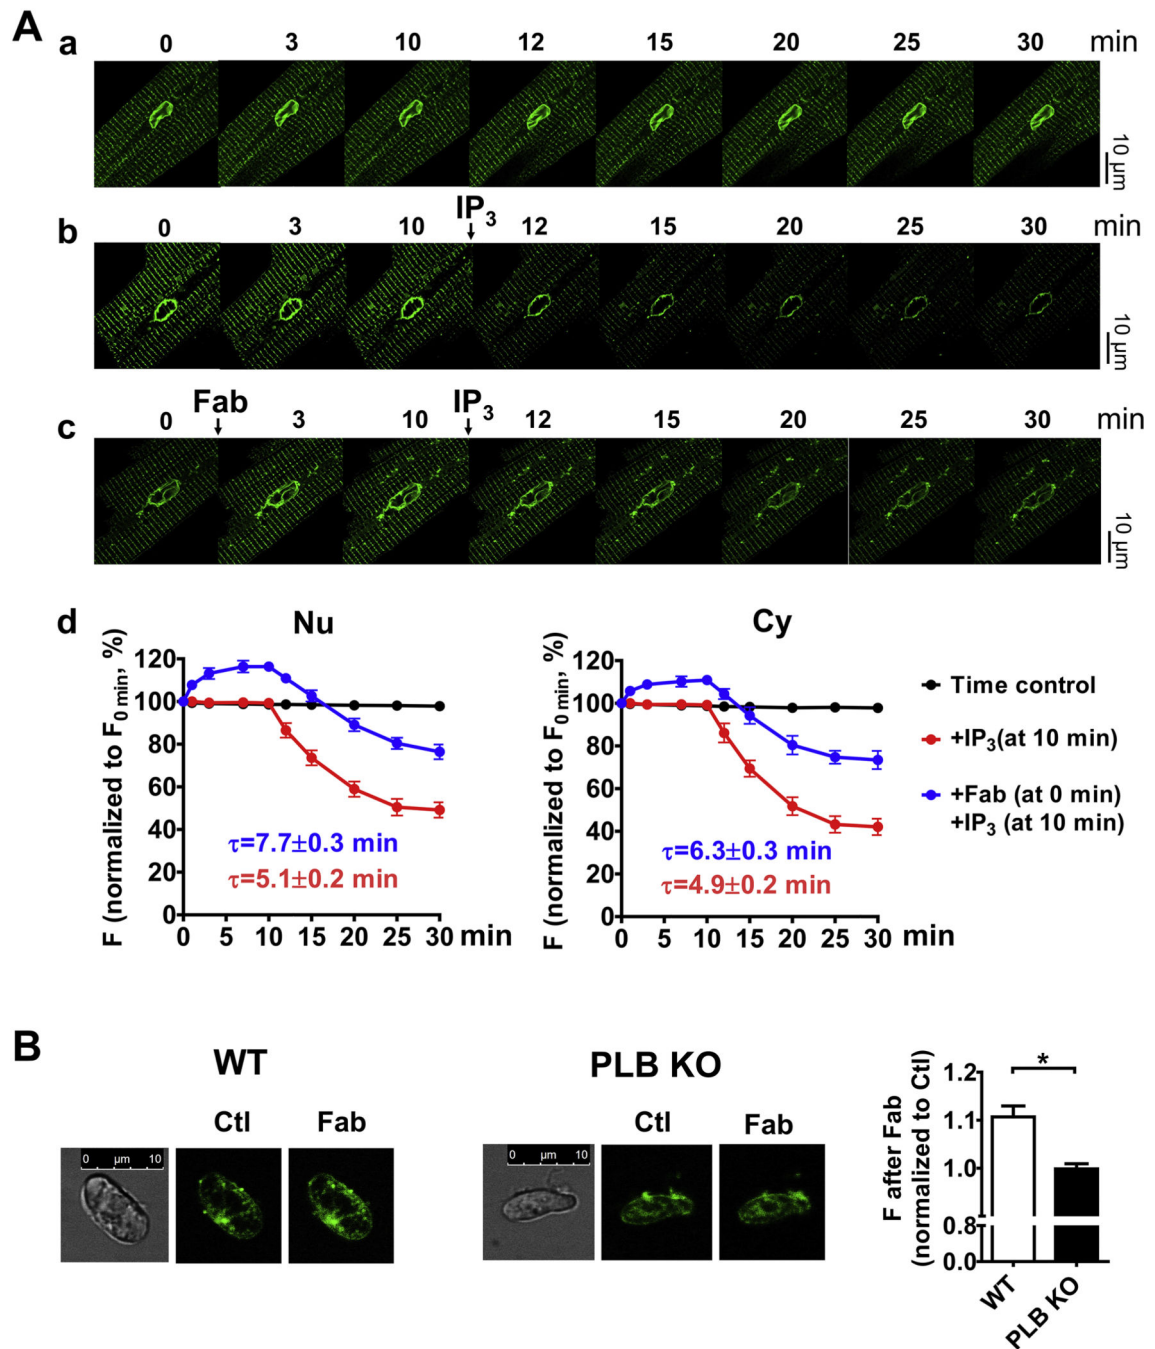 A
a
0 3 10 12 15 20 25 30 min
10 μm
IP3
b
0 3 10 12 15 20 25 30 min
10 μm
Fab IP3
c
0 3 10 12 15 20 25 30 min
10 μm
d
Nu
F (normalized to F0 min, %)
120
100
80
60
40
20
0
0 5 10 15 20 25 30 min
τ=7.7±0.3 min
τ=5.1±0.2 min
Cy
F (normalized to F0 min, %)
120
100
80
60
40
20
0
0 5 10 15 20 25 30 min
τ=6.3±0.3 min
τ=4.9±0.2 min
Time control
+IP3(at 10 min)
+Fab (at 0 min)
+IP3 (at 10 min)
B
WT
Ctl Fab
0 μm 10
PLB KO
Ctl Fab
0 μm 10
F after Fab
(normalized to Ctl)
1.2
1.1
1.0
0.8
0.0
*
WT
PLB KO